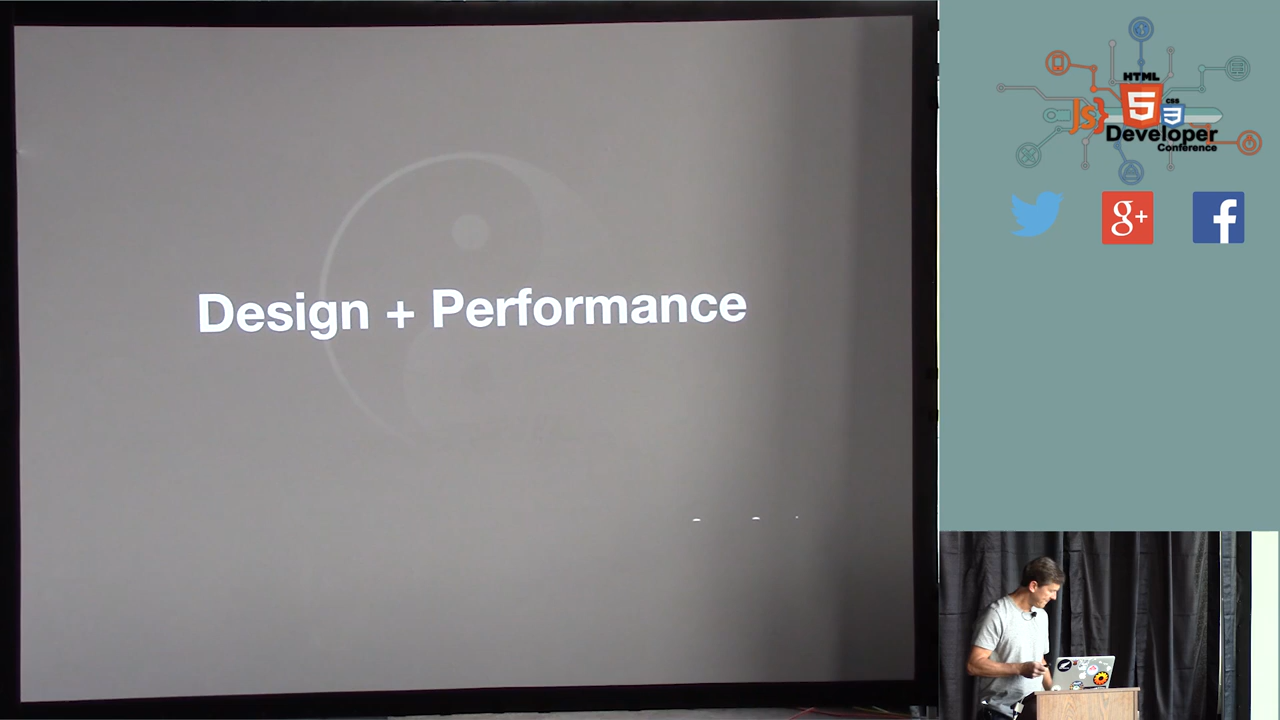 Design + Performance
HTML
5
CSS
3
JS}
Developer
Conference
g+
f